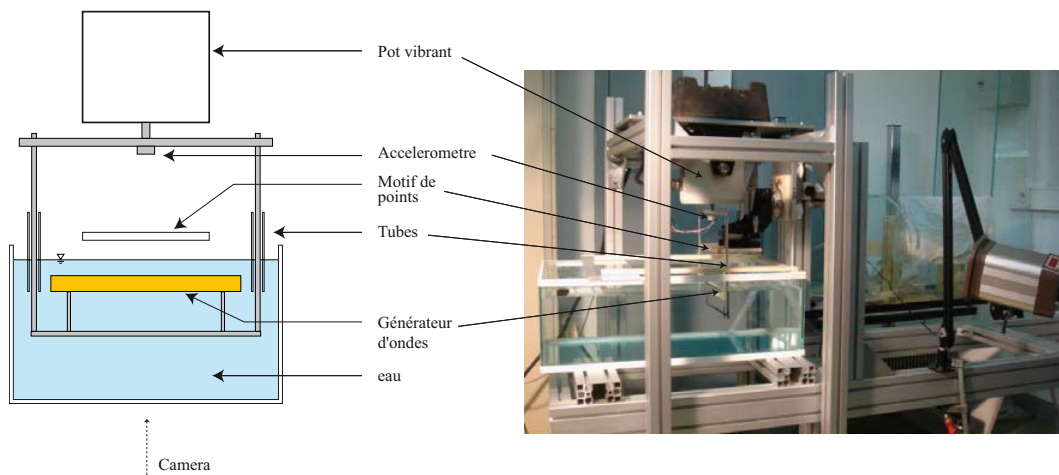 Pot vibrant
Accelerometre
Motif de
points
Tubes
Générateur
d'ondes
eau
Camera